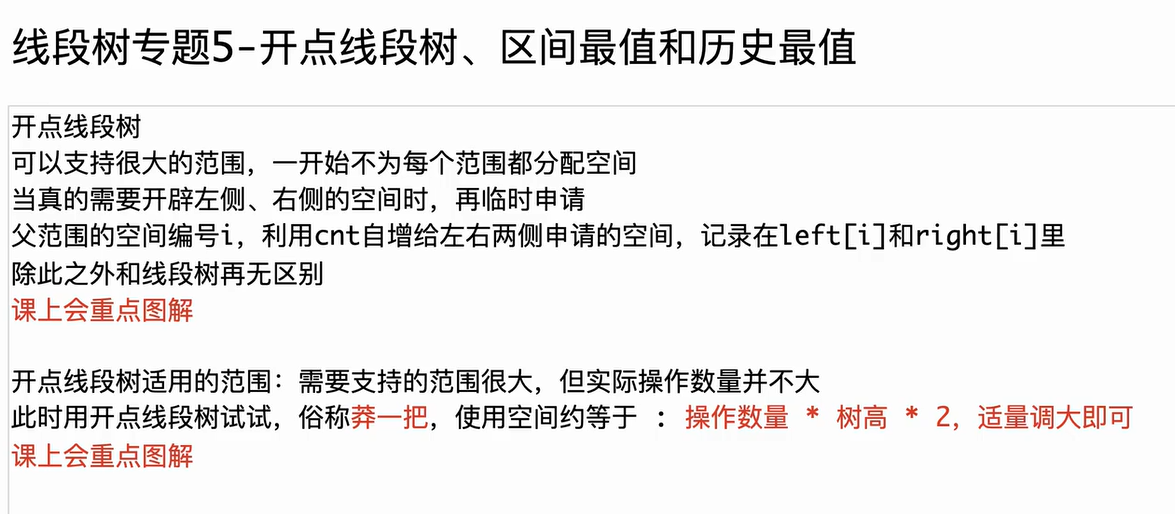 线段树专题5-开点线段树、区间最值和历史最值
开点线段树
可以支持很大的范围，一开始不为每个范围都分配空间
当真的需要开辟左侧、右侧的空间时，再临时申请
父范围的空间编号i，利用cnt自增给左右两侧申请的空间，记录在left[i]和right[i]里
除此之外和线段树再无区别
课上会重点图解
开点线段树适用的范围：需要支持的范围很大，但实际操作数量并不大
此时用开点线段树试试，俗称莽一把，使用空间约等于 : 操作数量 * 树高 * 2，适量调大即可
课上会重点图解